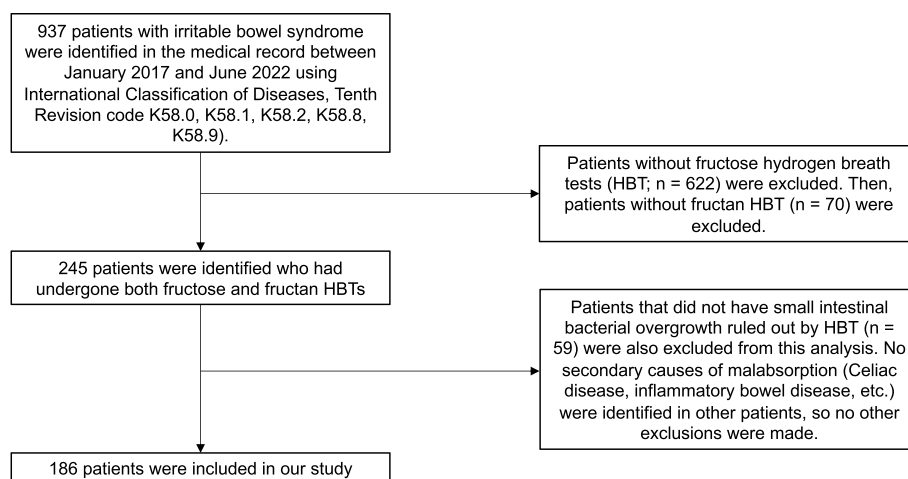 937 patients with irritable bowel syndrome
were identified in the medical record between
January 2017 and June 2022 using
International Classification of Diseases, Tenth
Revision code K58.0, K58.1, K58.2, K58.8,
K58.9).
Patients without fructose hydrogen breath
tests (HBT; n = 622) were excluded. Then,
patients without fructan HBT (n = 70) were
excluded.
245 patients were identified who had
undergone both fructose and fructan HBTs
Patients that did not have small intestinal
bacterial overgrowth ruled out by HBT (n =
59) were also excluded from this analysis. No
secondary causes of malabsorption (Celiac
disease, inflammatory bowel disease, etc.)
were identified in other patients, so no other
exclusions were made.
186 patients were included in our study